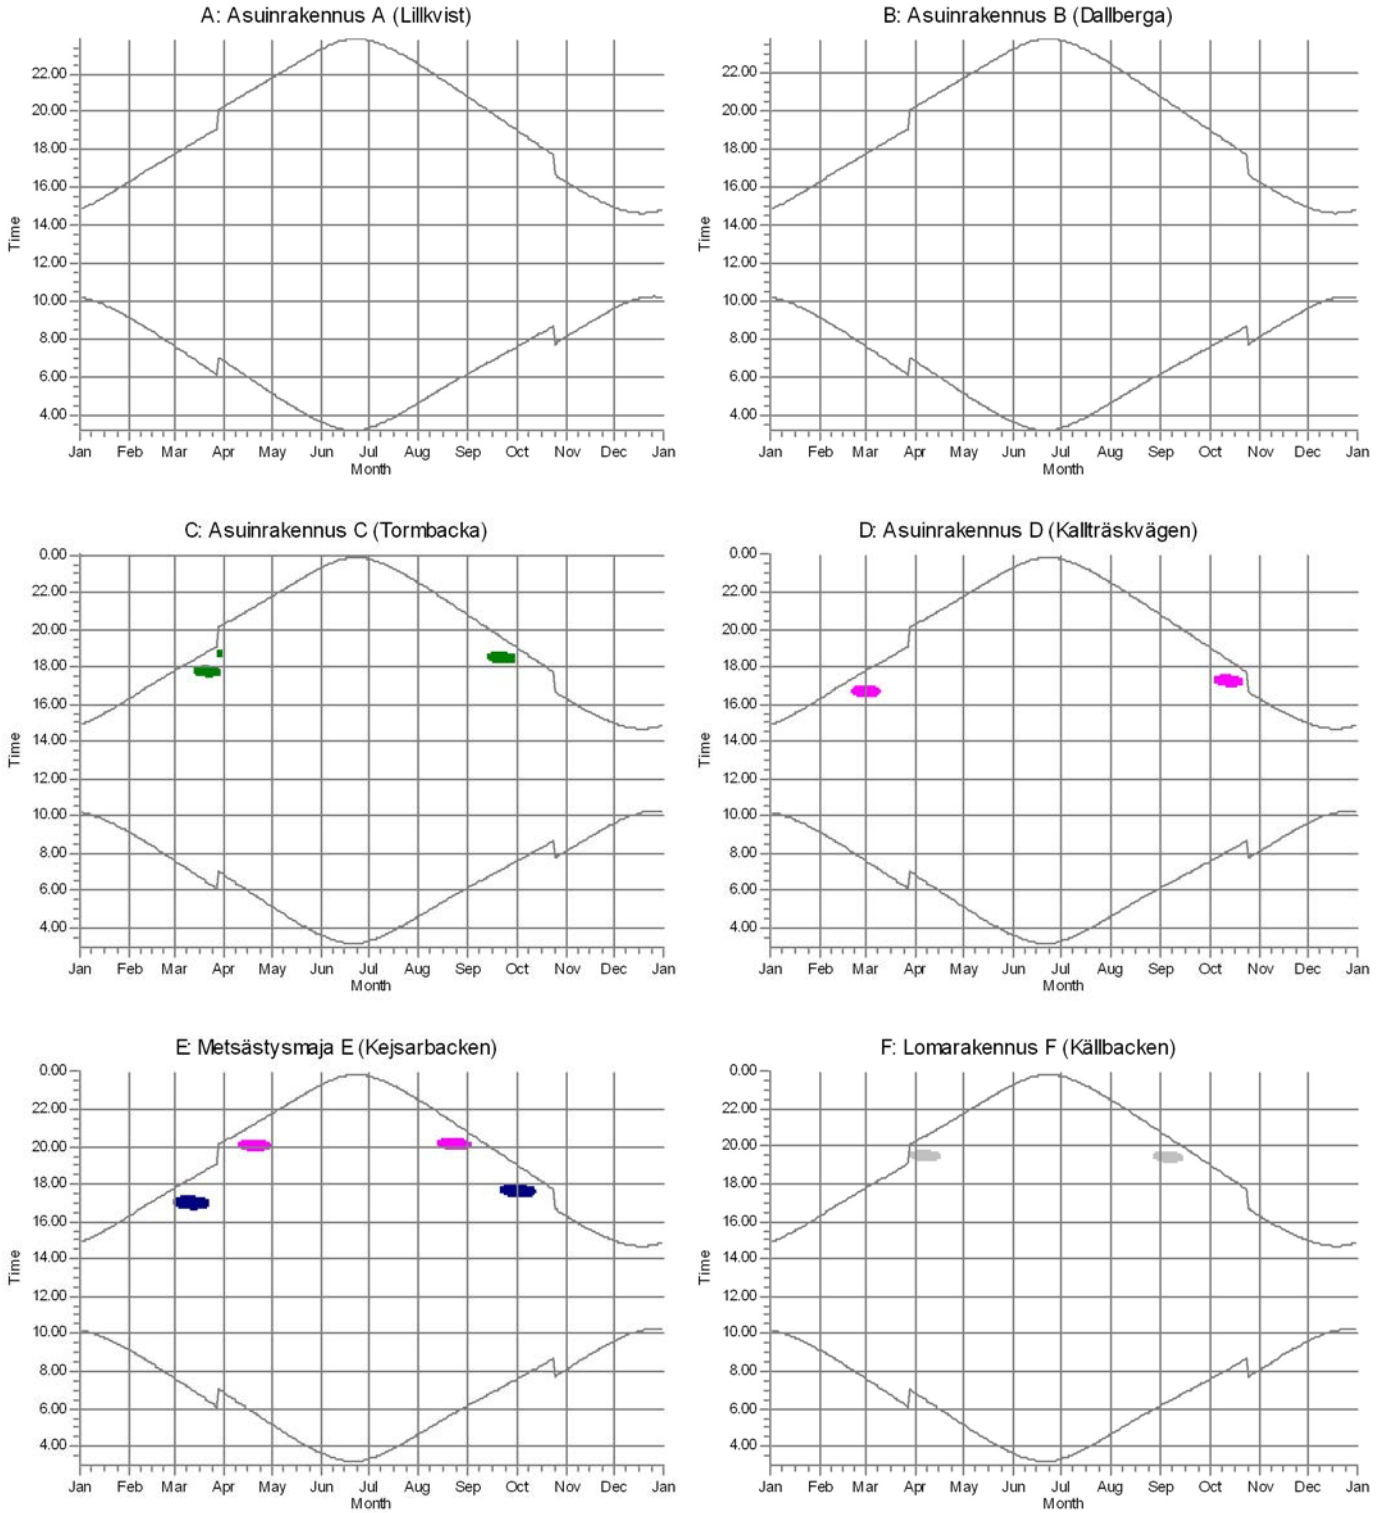 A: Asuinrakennus A (Lillkvist)
22.00
20.00
18.00
16.00
14.00
12.00
10.00
8.00
6.00
4.00
Time
Jan Feb Mar Apr May Jun Jul Aug Sep Oct Nov Dec Jan
Month
B: Asuinrakennus B (Dallberga)
22.00
20.00
18.00
16.00
14.00
12.00
10.00
8.00
6.00
4.00
Time
Jan Feb Mar Apr May Jun Jul Aug Sep Oct Nov Dec Jan
Month
C: Asuinrakennus C (Tormbacka)
0.00
22.00
20.00
18.00
16.00
14.00
12.00
10.00
8.00
6.00
4.00
Time
Jan Feb Mar Apr May Jun Jul Aug Sep Oct Nov Dec Jan
Month
D: Asuinrakennus D (Kallträskvägen)
0.00
22.00
20.00
18.00
16.00
14.00
12.00
10.00
8.00
6.00
4.00
Time
Jan Feb Mar Apr May Jun Jul Aug Sep Oct Nov Dec Jan
Month
E: Metsästysmaja E (Kejsarbacken)
0.00
22.00
20.00
18.00
16.00
14.00
12.00
10.00
8.00
6.00
4.00
Time
Jan Feb Mar Apr May Jun Jul Aug Sep Oct Nov Dec Jan
Month
F: Lomarakennus F (Källbacken)
0.00
22.00
20.00
18.00
16.00
14.00
12.00
10.00
8.00
6.00
4.00
Time
Jan Feb Mar Apr May Jun Jul Aug Sep Oct Nov Dec Jan
Month